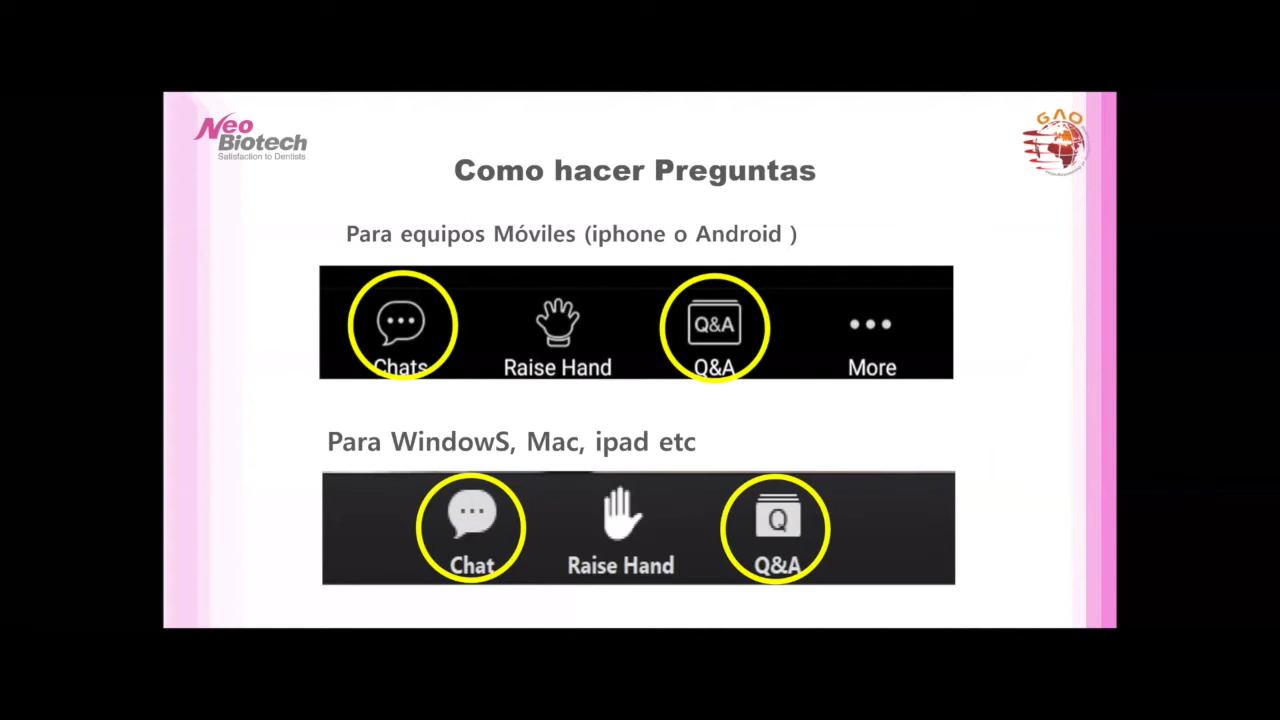 Neo
Biotech
Satisfaction to Dentists
GAO
Como hacer Preguntas
Para equipos Móviles (iphone o Android )
Q&A
Chats Raise Hand Q&A More
Para WindowS, Mac, ipad etc
Q
Chat Raise Hand Q&A